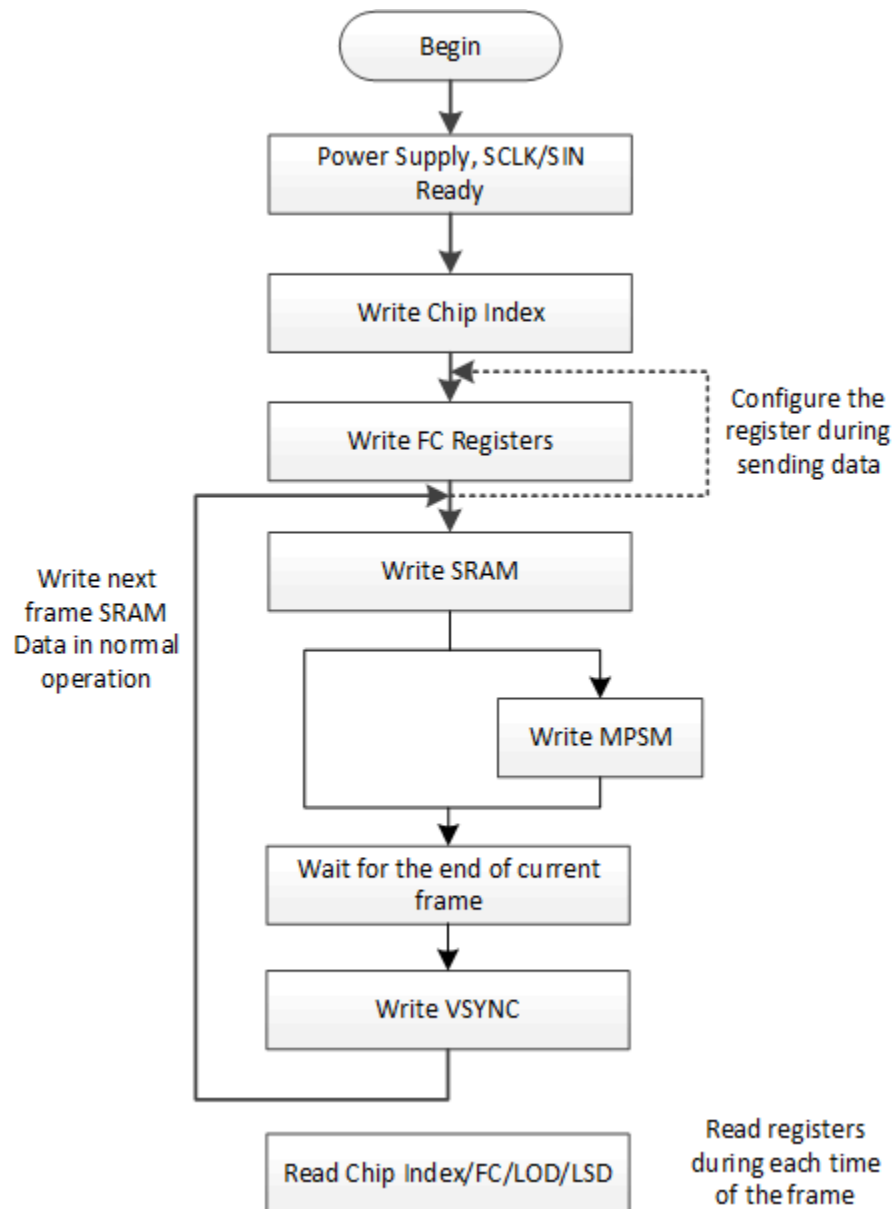 Begin
Power Supply, SCLK/SIN
Ready
Write Chip Index
Configure the
register during
sending data
Write FC Registers
Write SRAM
Write next
frame SRAM
Data in normal
operation
Write MPSM
Wait for the end of current
frame
Write VSYNC
Read Chip Index/FC/LOD/LSD
Read registers
during each time
of the frame